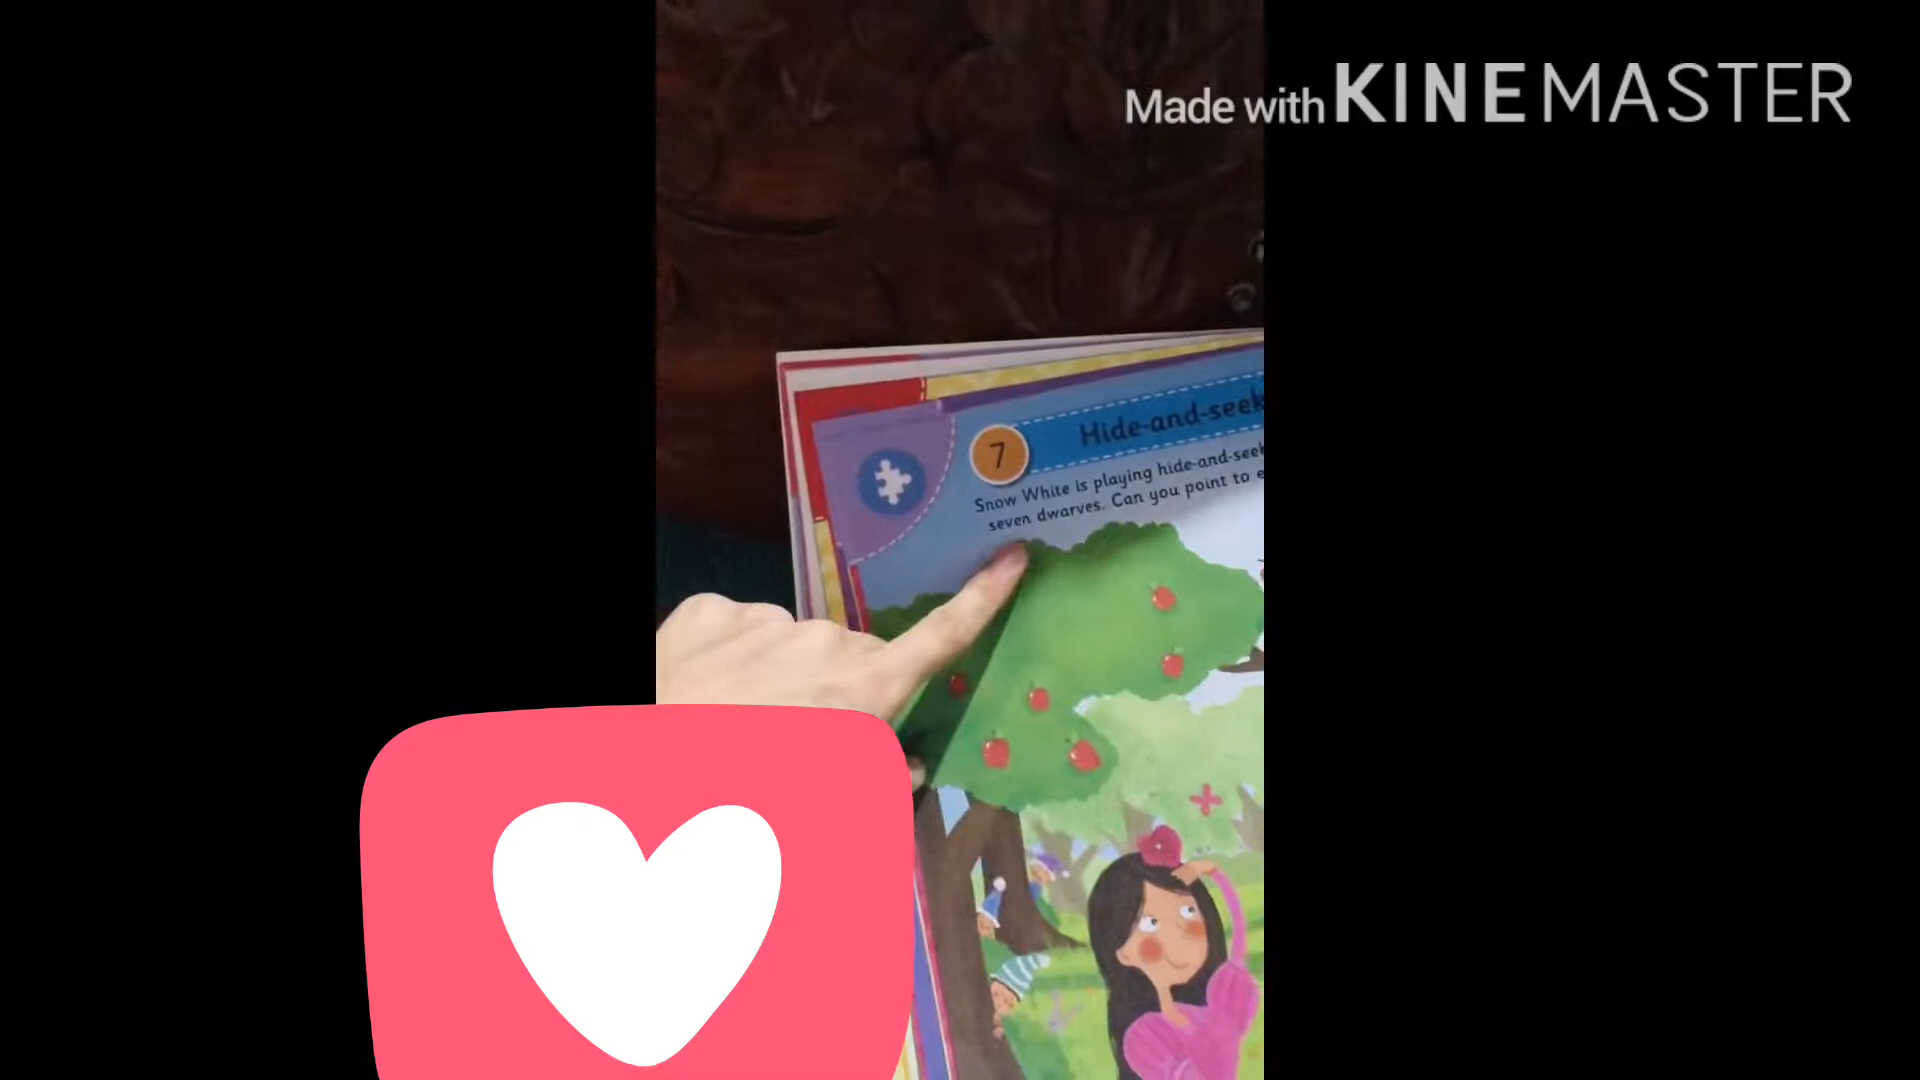 Made with KINEMASTER
7
Hide-and-seek
Snow White is playing hide-and-seek
seven dwarves. Can you point to